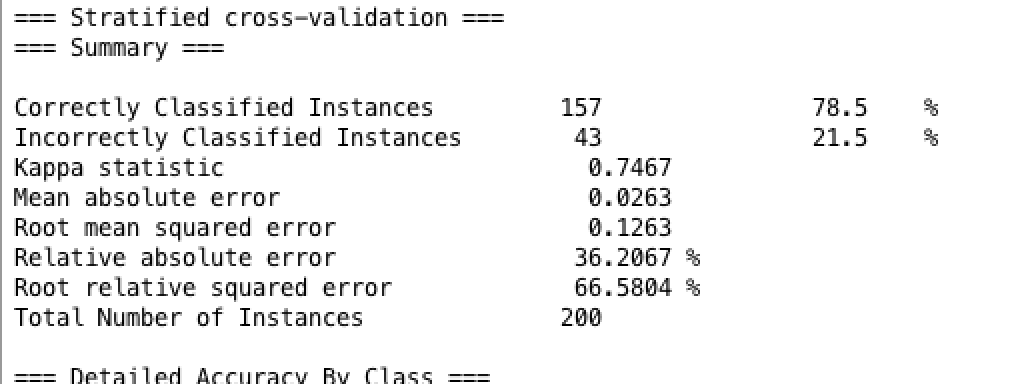 === Stratified cross-validation ===
=== Summary ===
Correctly Classified Instances 157 78.5 %
Incorrectly Classified Instances 43 21.5 %
Kappa statistic 0.7467
Mean absolute error 0.0263
Root mean squared error 0.1263
Relative absolute error 36.2067 %
Root relative squared error 66.5804 %
Total Number of Instances 200
=== Detailed Accuracy By Class ===